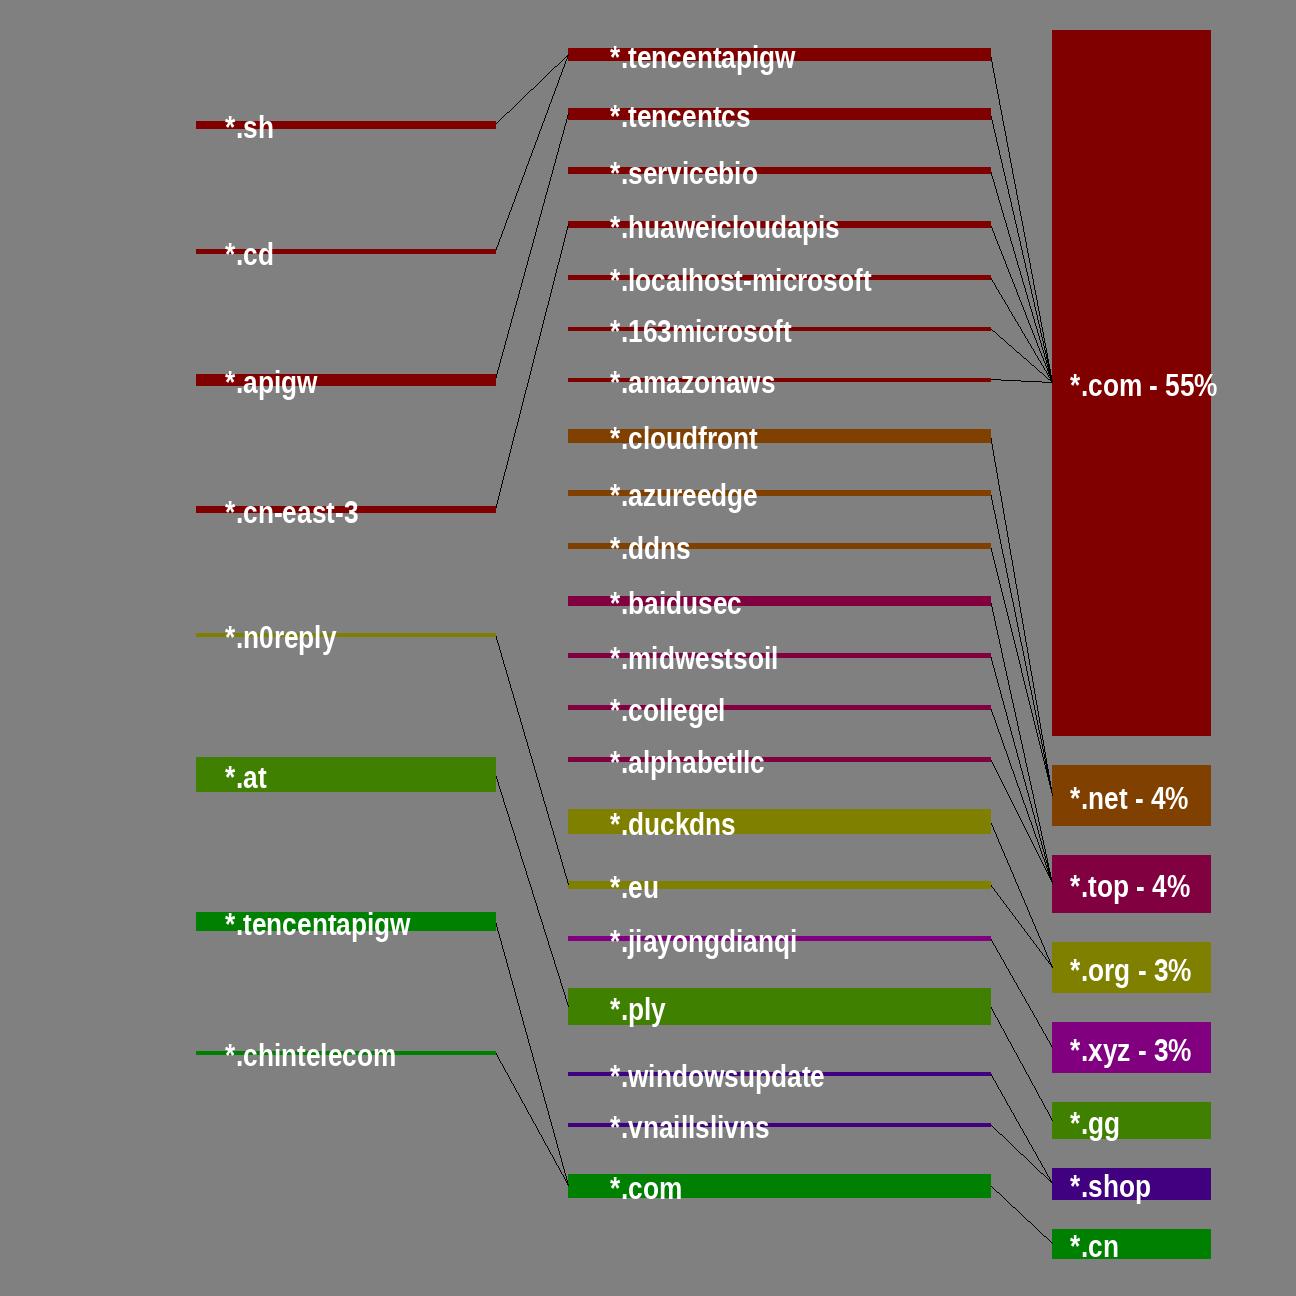 *.sh
*.cd
*.apigw
*.cn-east-3
*.n0reply
*.at
*.tencentapigw
*.chintelecom
*.tencentapigw
*.tencentcs
*.servicebio
*.huaweicloudapis
*.localhost-microsoft
*.163microsoft
*.amazonaws
*.cloudfront
*.azureedge
*.ddns
*.baidusec
*.midwestsoil
*.collegel
*.alphabetllc
*.duckdns
*.eu
*.jiayongdianqi
*.ply
*.windowsupdate
*.vnaillslivns
*.com
*.com - 55%
*.net - 4%
*.top - 4%
*.org - 3%
*.xyz - 3%
*.gg
*.shop
*.cn